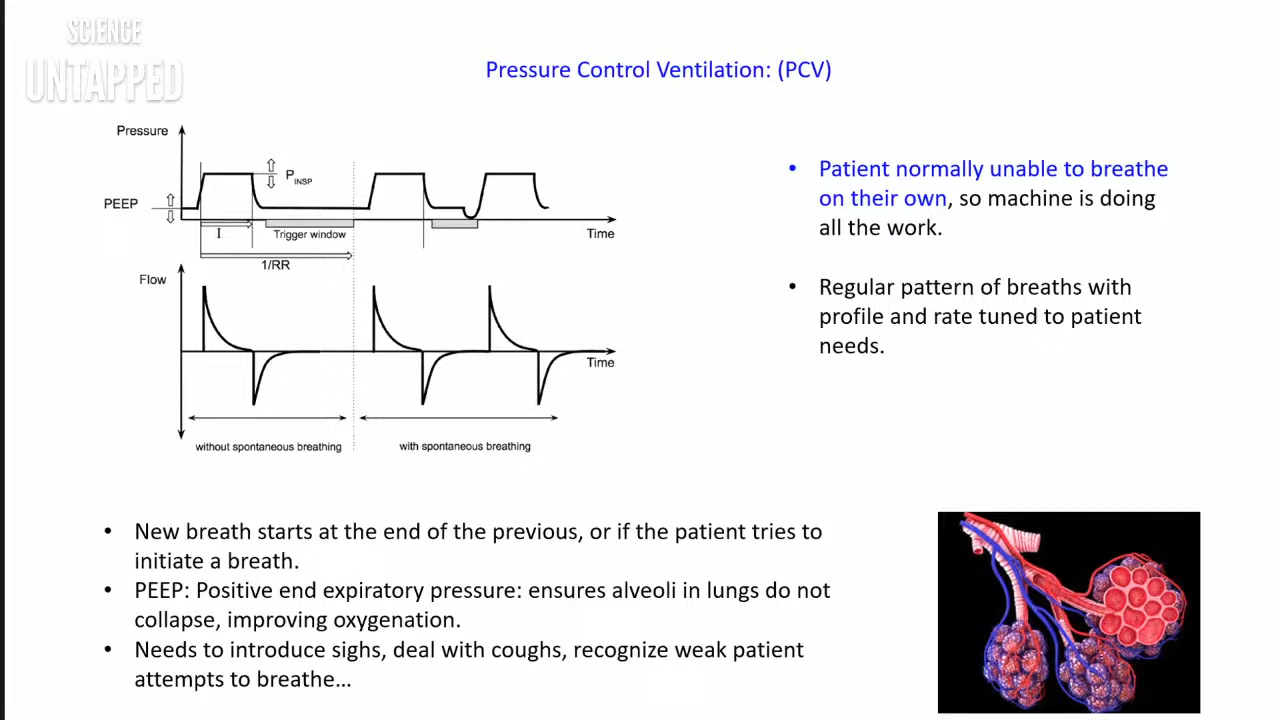 SCIENCE
UNTAPPED
Pressure Control Ventilation: (PCV)
Pressure
PINSP
PEEP
I
Trigger window
Time
1/RR
Flow
Time
without spontaneous breathing
with spontaneous breathing
• Patient normally unable to breathe
on their own, so machine is doing
all the work.
• Regular pattern of breaths with
profile and rate tuned to patient
needs.
• New breath starts at the end of the previous, or if the patient tries to
initiate a breath.
• PEEP: Positive end expiratory pressure: ensures alveoli in lungs do not
collapse, improving oxygenation.
• Needs to introduce sighs, deal with coughs, recognize weak patient
attempts to breathe…